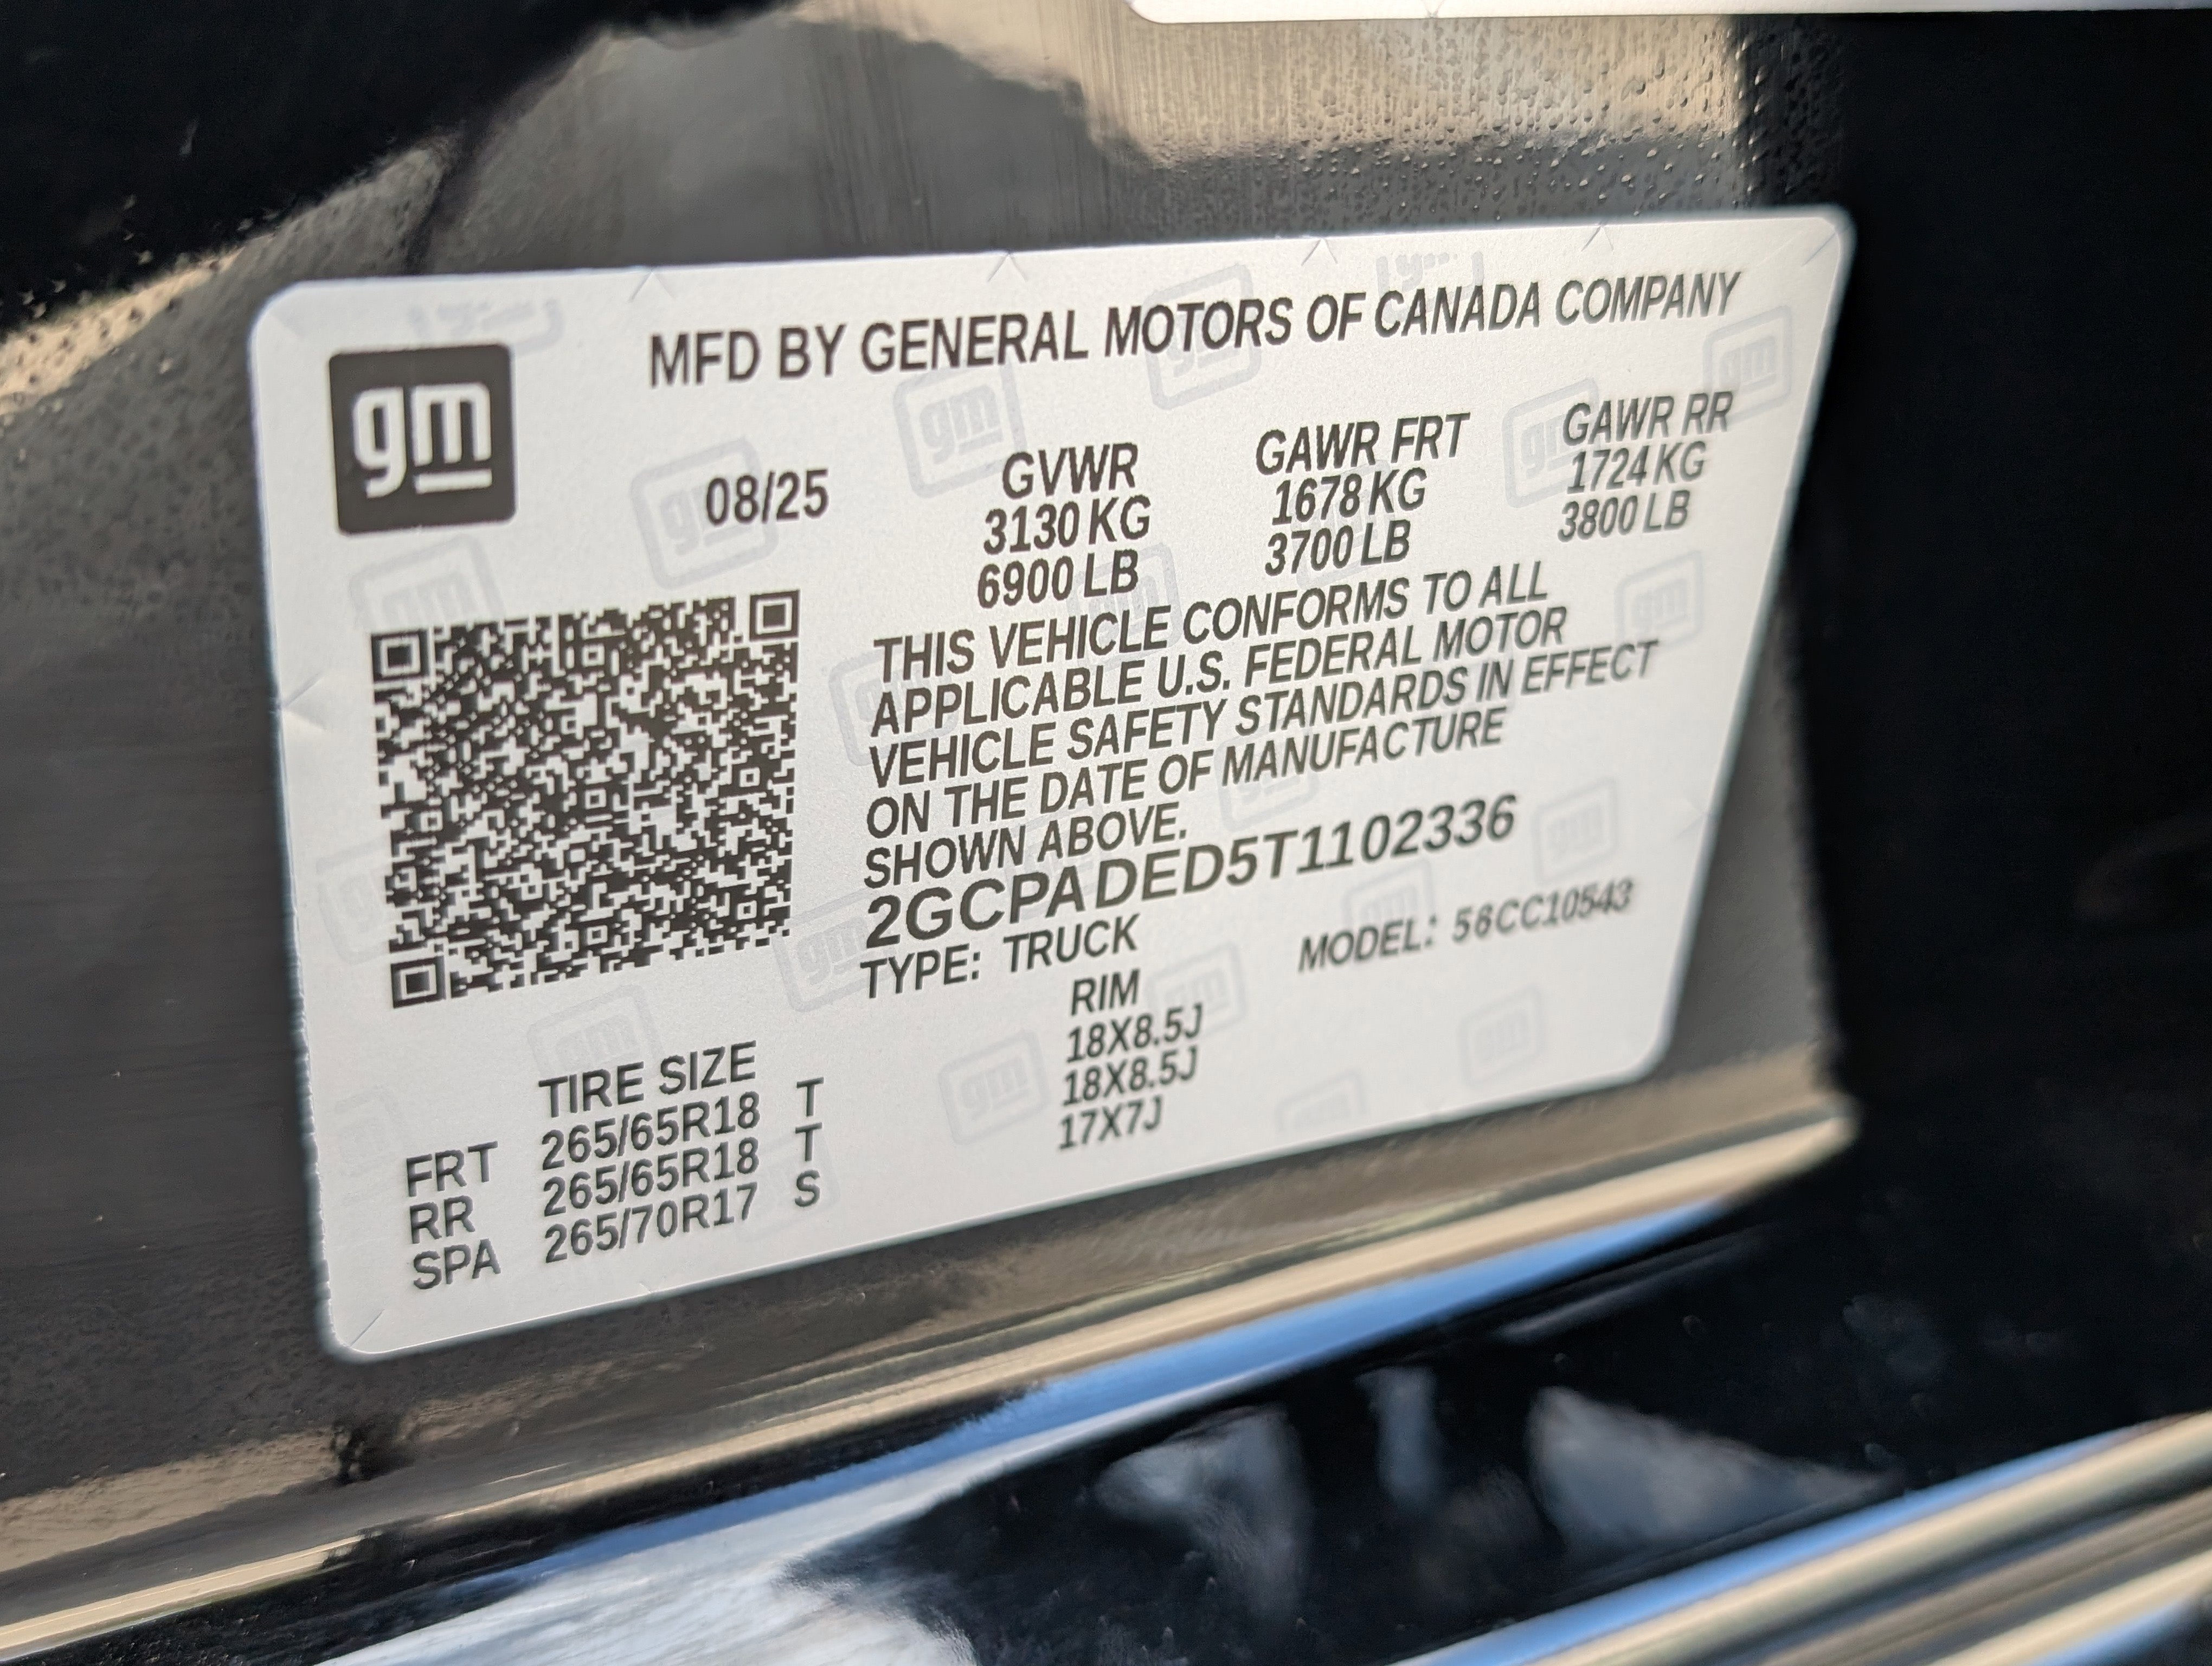 gm
MFD BY GENERAL MOTORS OF CANADA COMPANY
08/25
GVWR GAWR FRT GAWR RR
3130 KG 1678 KG 1724 KG
6900 LB 3700 LB 3800 LB
THIS VEHICLE CONFORMS TO ALL
APPLICABLE U.S. FEDERAL MOTOR
VEHICLE SAFETY STANDARDS IN EFFECT
ON THE DATE OF MANUFACTURE
SHOWN ABOVE.
2GCPADED5T1102336
TYPE: TRUCK MODEL: 56CC10543
TIRE SIZE RIM
FRT 265/65R18 T 18X8.5J
RR 265/65R18 T 18X8.5J
SPA 265/70R17 S 17X7J